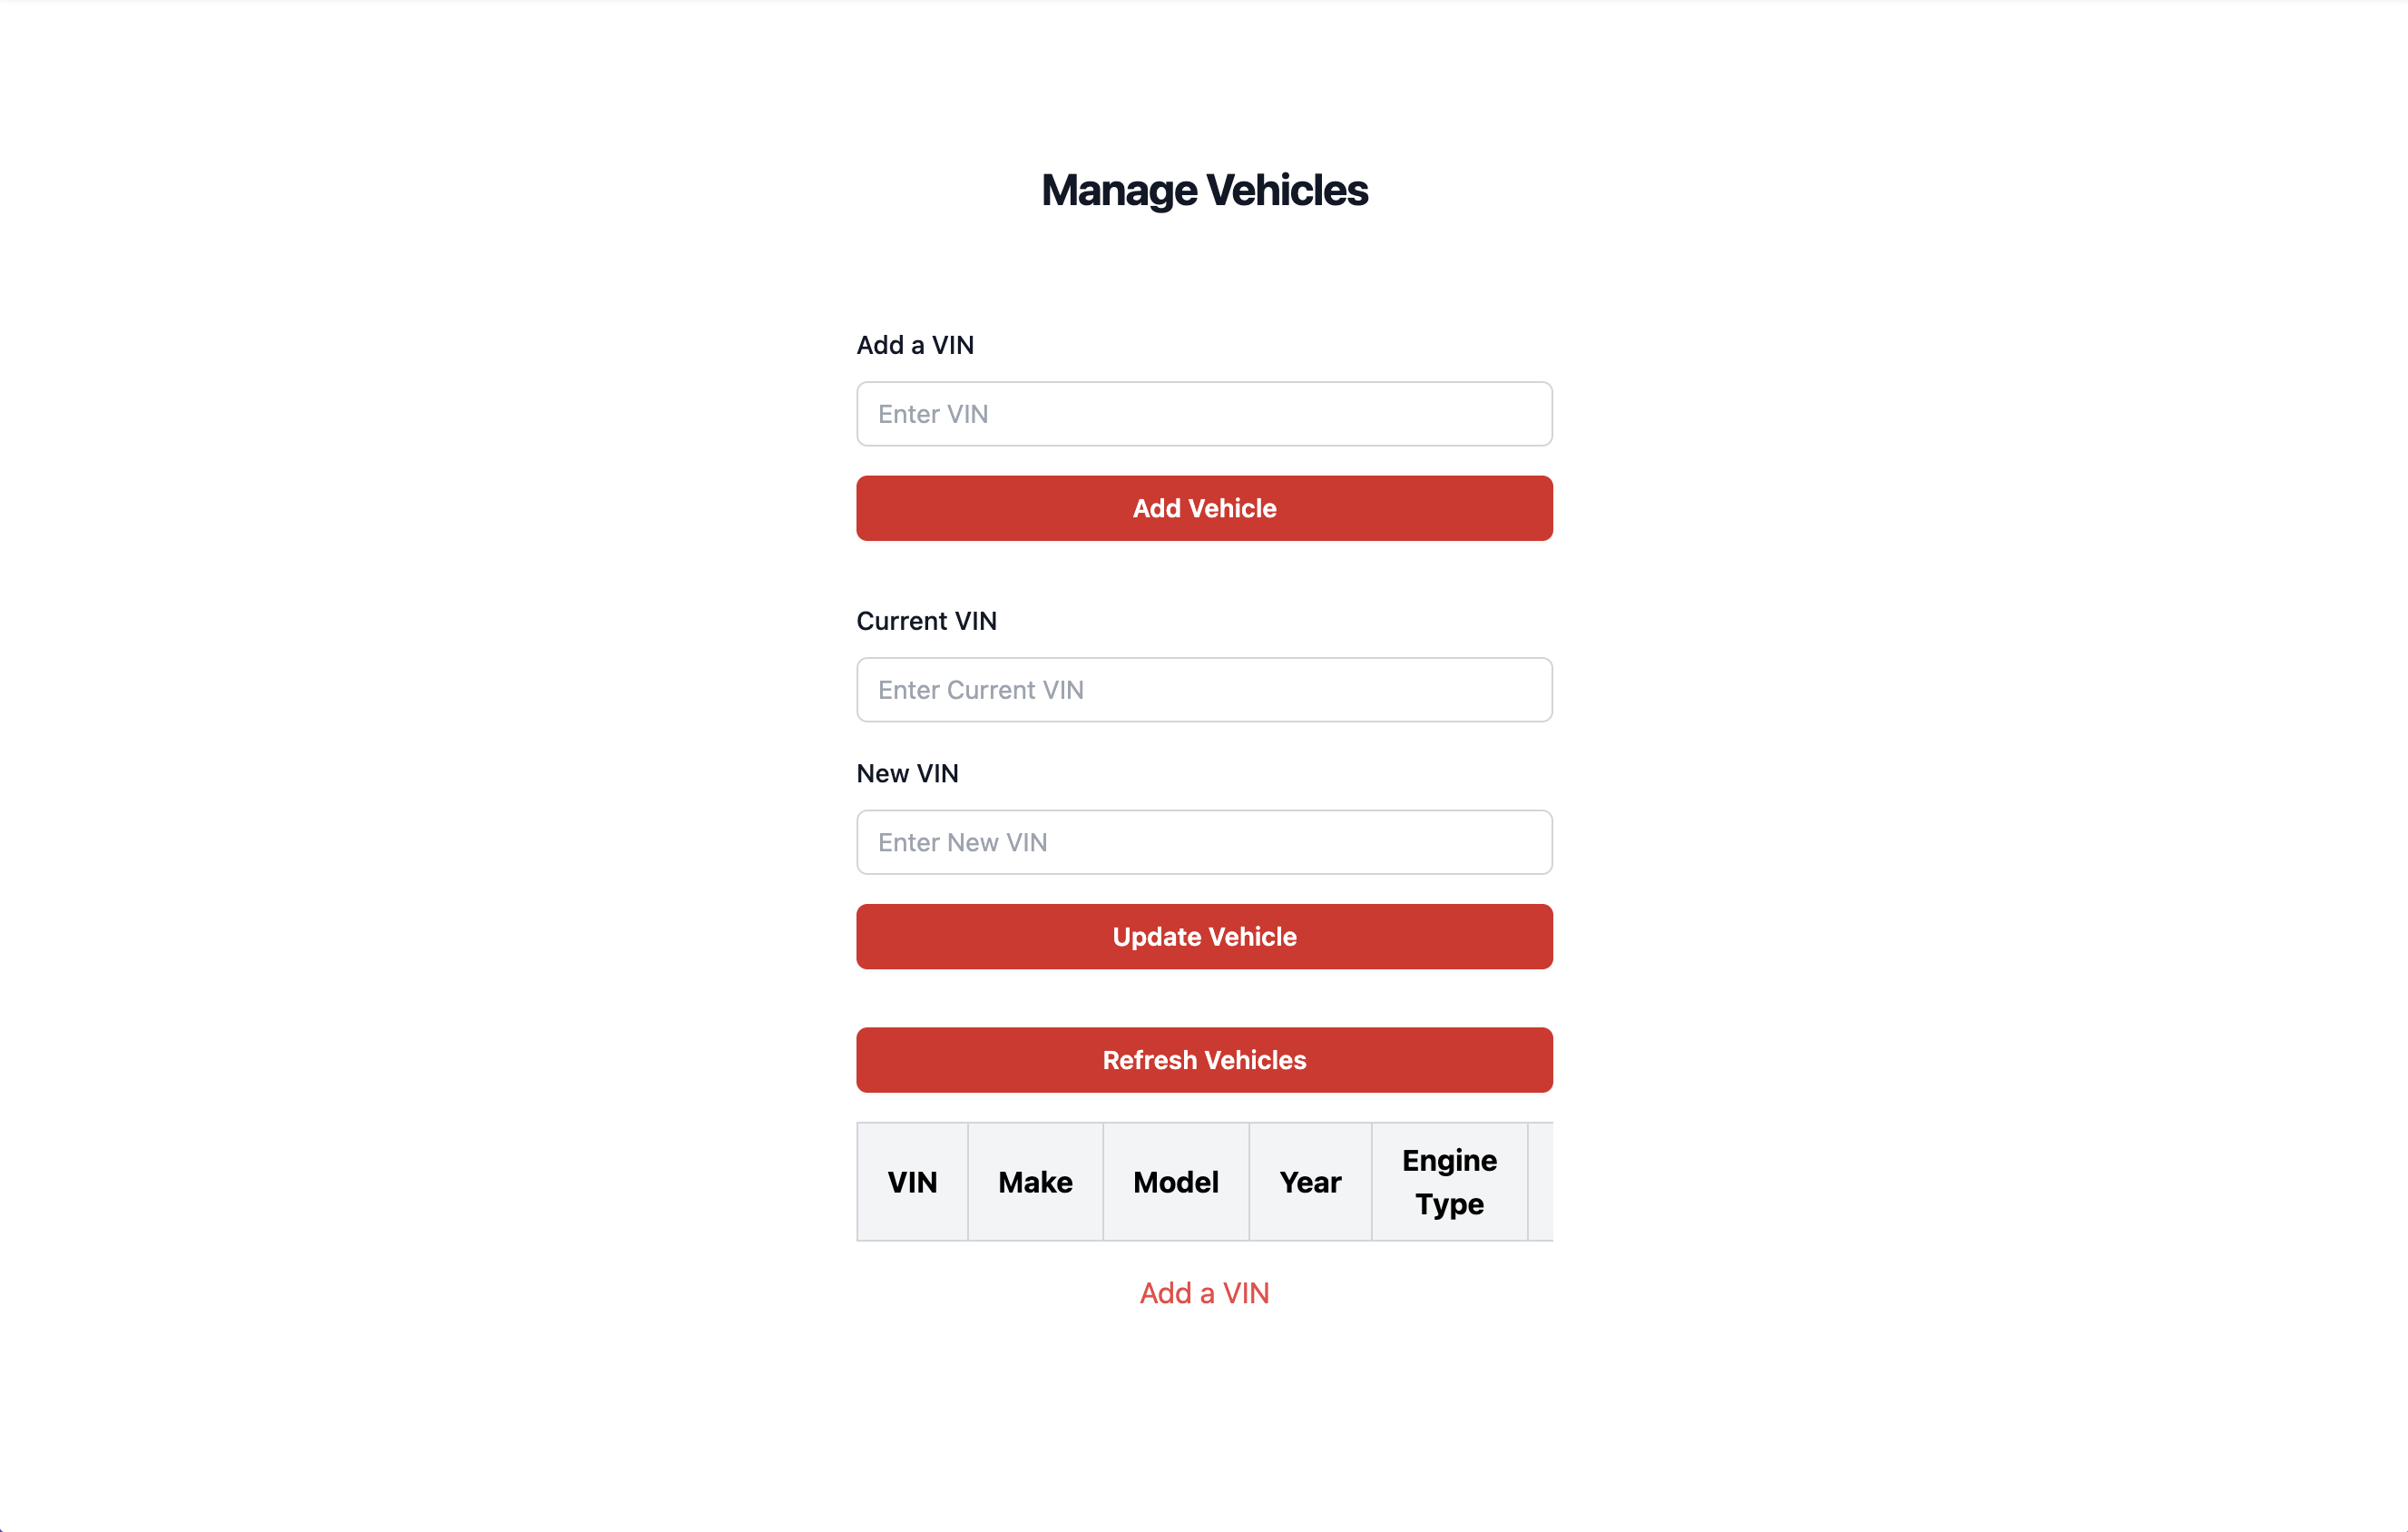 Manage Vehicles
Add a VIN
Enter VIN
Add Vehicle
Current VIN
Enter Current VIN
New VIN
Enter New VIN
Update Vehicle
Refresh Vehicles
VIN Make Model Year Engine Type
Add a VIN